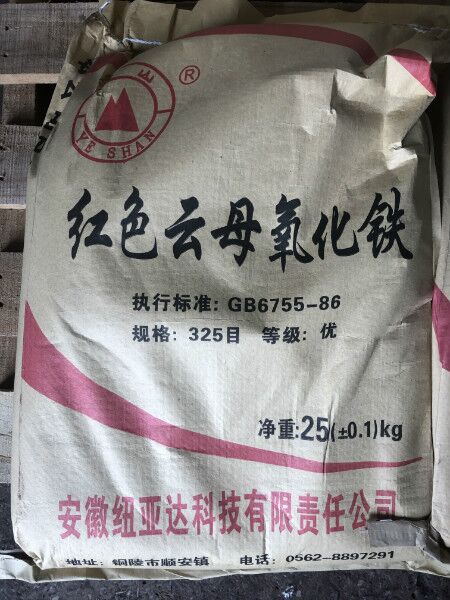 山
®
YE SHAN
红色云母氧化铁
执行标准: GB6755-86
规格: 325目 等级: 优
净重:25(±0.1)kg
安徽纽亚达科技有限责任公司
地址: 铜陵市顺安镇 电话: 0562-8897291